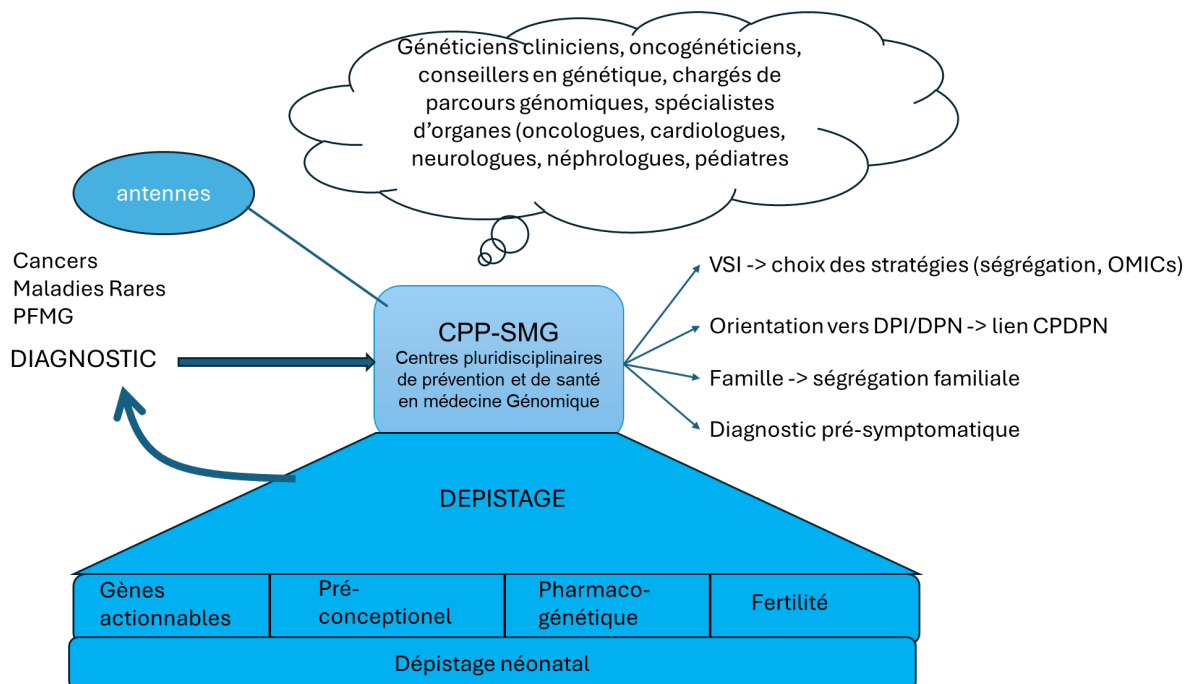 Généticiens cliniciens, oncogénéticiens,
conseillers en génétique, chargés de
parcours génomiques, spécialistes
d’organes (oncologues, cardiologues,
neurologues, néphrologues, pédiatres
antennes
Cancers
Maladies Rares
PFMG
DIAGNOSTIC
CPP-SMG
Centres pluridisciplinaires
de prévention et de santé
en médecine Génomique
VSI -> choix des stratégies (ségrégation, OMICs)
Orientation vers DPI/DPN -> lien CPDPN
Famille -> ségrégation familiale
Diagnostic pré-symptomatique
DEPISTAGE
Gènes
actionnables
Pré-
conceptionel
Pharmaco-
génétique
Fertilité
Dépistage néonatal